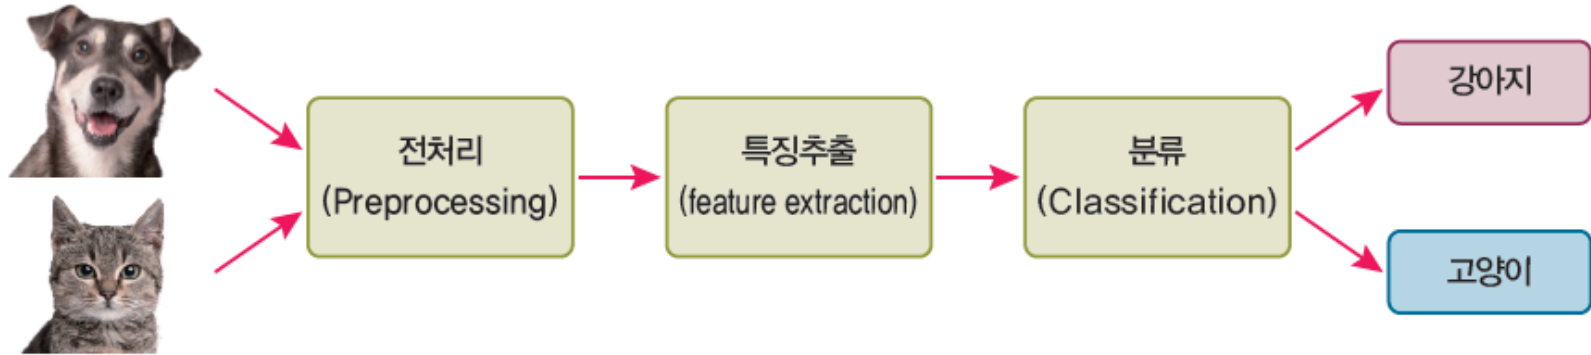 전처리
(Preprocessing)
특징추출
(feature extraction)
분류
(Classification)
강아지
고양이